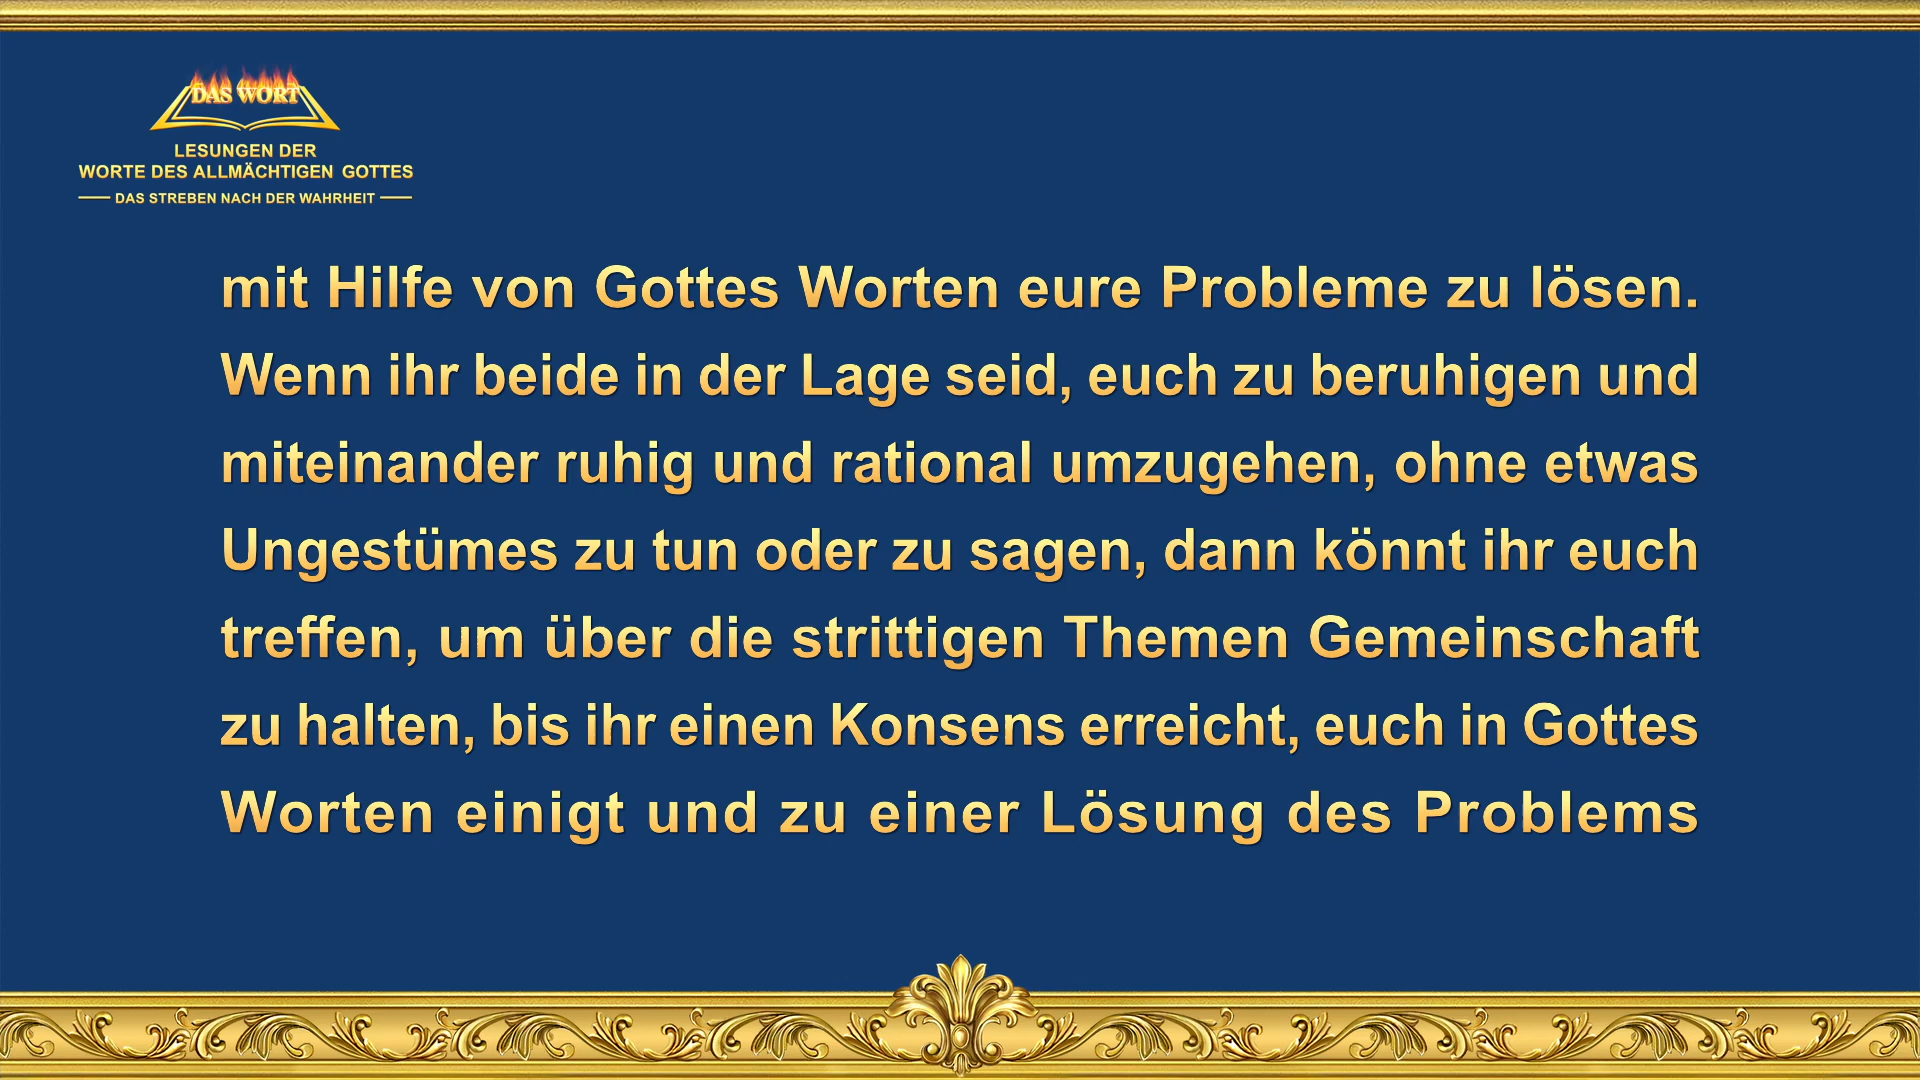 DAS WORT
LESUNGEN DER
WORTE DES ALLMÄCHTIGEN GOTTES
DAS STREBEN NACH DER WAHRHEIT
mit Hilfe von Gottes Worten eure Probleme zu lösen.
Wenn ihr beide in der Lage seid, euch zu beruhigen und
miteinander ruhig und rational umzugehen, ohne etwas
Ungestümes zu tun oder zu sagen, dann könnt ihr euch
treffen, um über die strittigen Themen Gemeinschaft
zu halten, bis ihr einen Konsens erreicht, euch in Gottes
Worten einigt und zu einer Lösung des Problems